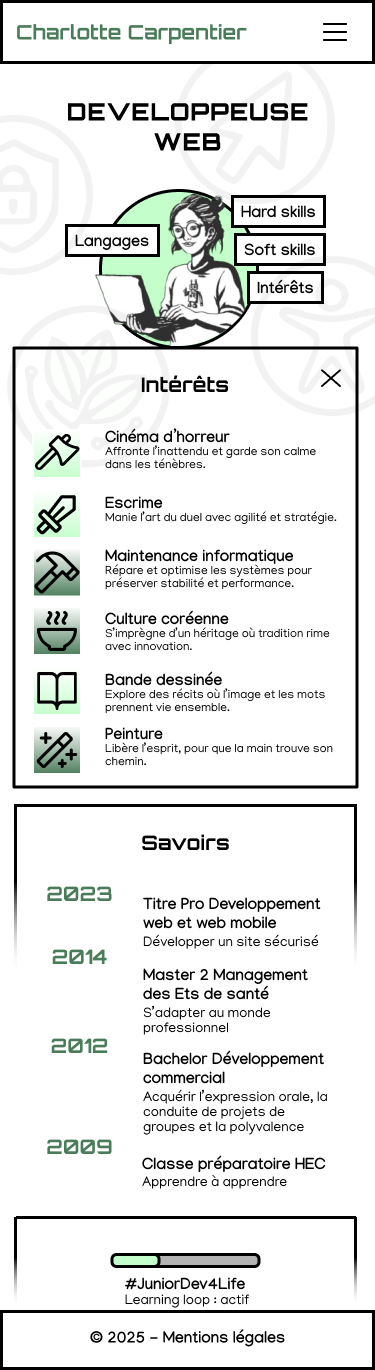 Charlotte Carpentier
DEVELOPPEUSE
WEB
Langages
Hard skills
Soft skills
Intérêts
Intérêts
Cinéma d'horreur
Affronte l'inattendu et garde son calme
dans les ténèbres.
Escrime
Manie l'art du duel avec agilité et stratégie.
Maintenance informatique
Répare et optimise les systèmes pour
préserver stabilité et performance.
Culture coréenne
S'imprègne d'un héritage où tradition rime
avec innovation.
Bande dessinée
Explore des récits où l'image et les mots
prennent vie ensemble.
Peinture
Libère l'esprit, pour que la main trouve son
chemin.
Savoirs
2023
Titre Pro Developpement
web et web mobile
Développer un site sécurisé
2014
Master 2 Management
des Ets de santé
S'adapter au monde
professionnel
2012
Bachelor Développement
commercial
Acquérir l'expression orale, la
conduite de projets de
groupes et la polyvalence
2009
Classe préparatoire HEC
Apprendre à apprendre
#JuniorDev4Life
Learning loop : actif
© 2025 - Mentions légales